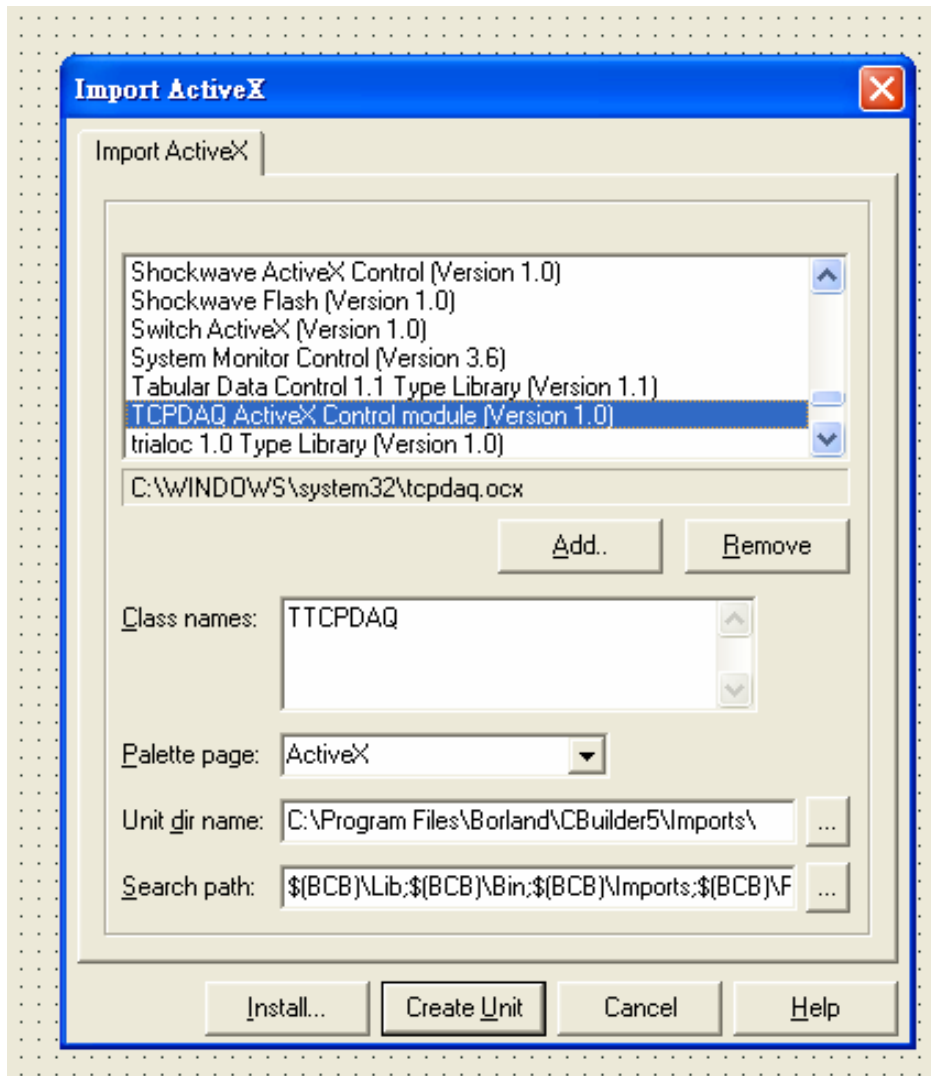 Import ActiveX
Import ActiveX
Shockwave ActiveX Control (Version 1.0)
Shockwave Flash (Version 1.0)
Switch ActiveX (Version 1.0)
System Monitor Control (Version 3.6)
Tabular Data Control 1.1 Type Library (Version 1.1)
TCPDAQ ActiveX Control module (Version 1.0)
trialoc 1.0 Type Library (Version 1.0)
C:\WINDOWS\system32\tcpdaq.ocx
Add.. Remove
Class names: TTCPDAQ
Palette page: ActiveX
Unit dir name: C:\Program Files\Borland\CBuilder5\Imports\ ...
Search path: $(BCB)\Lib;$(BCB)\Bin;$(BCB)\Imports;$(BCB)\F ...
Install... Create Unit Cancel Help